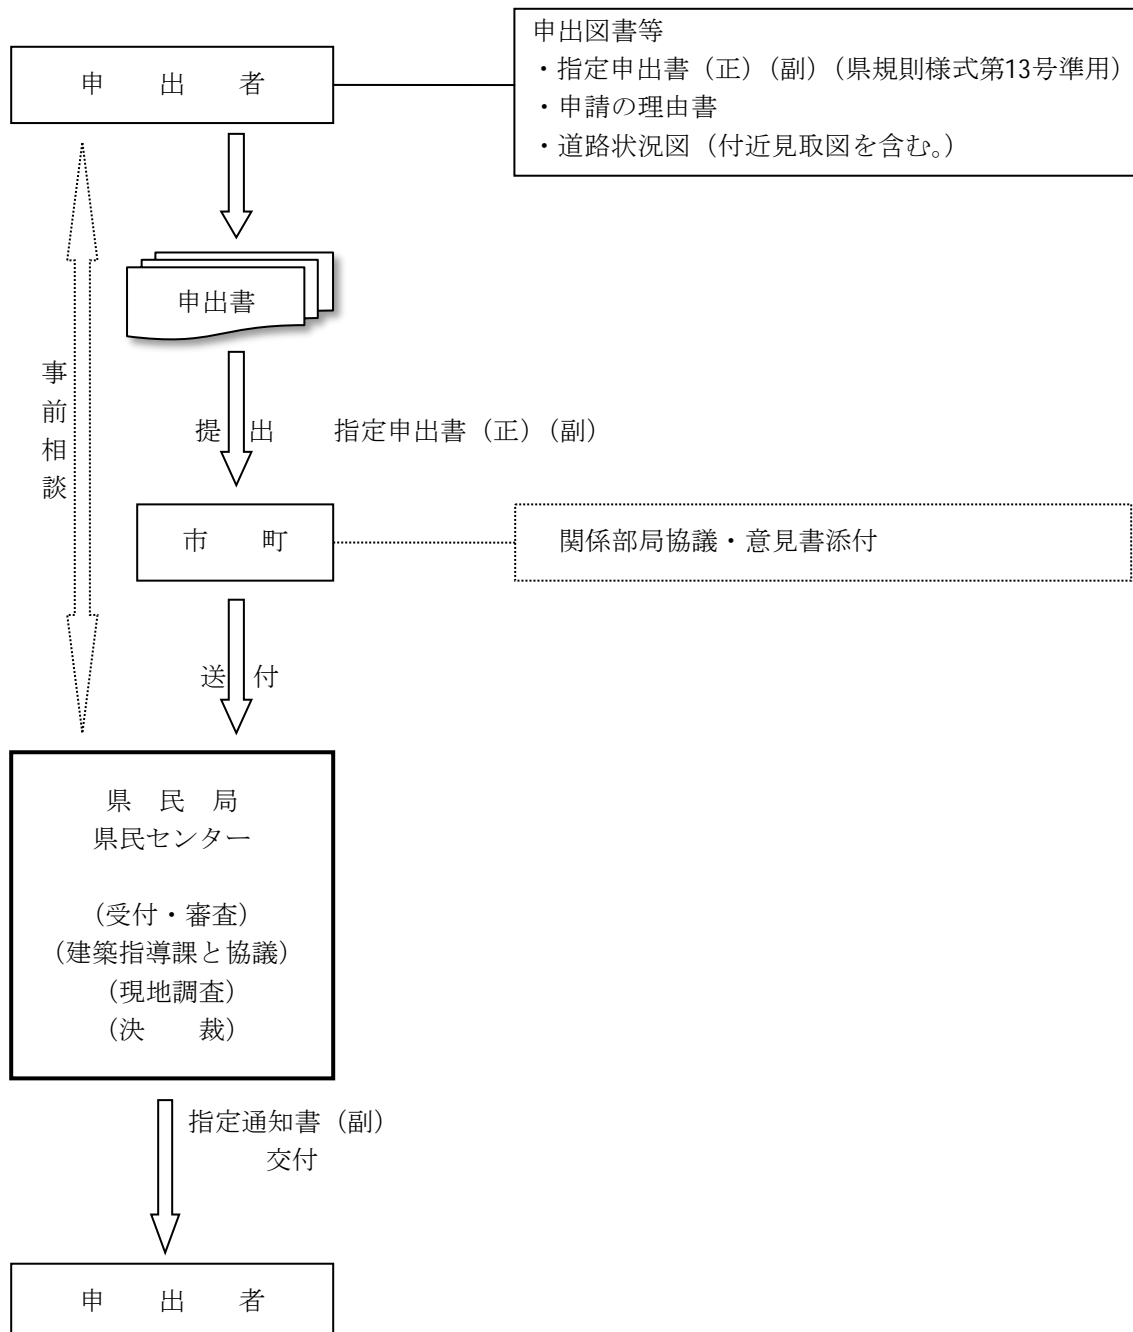 申　出　者
申出図書等
・指定申出書（正）（副）（県規則様式第13号準用）
・申請の理由書
・道路状況図（付近見取図を含む。）
申出書
事前相談
提　出　指定申出書（正）（副）
市　町
関係部局協議・意見書添付
送　付
県　民　局
県民センター
（受付・審査）
（建築指導課と協議）
（現地調査）
（決　　裁）
指定通知書（副）
交付
申　出　者